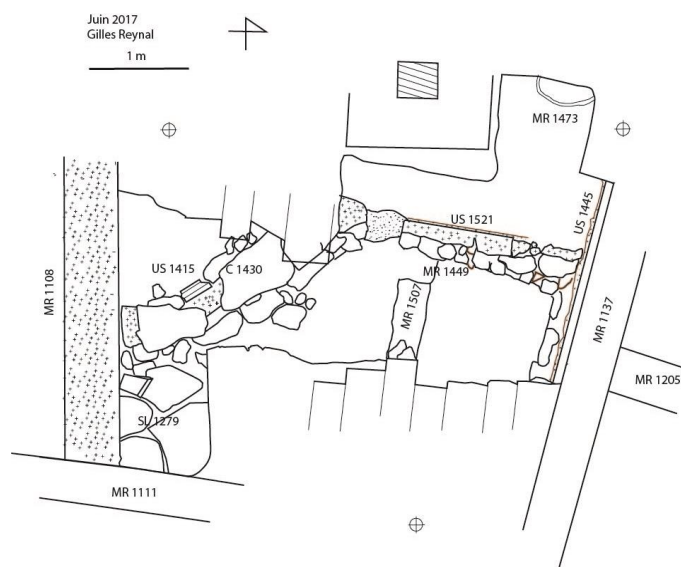 Juin 2017
Gilles Reynal
1 m
MR 1473
US 1445
US 1521
US 1415
C 1430
MR 1449
MR 1108
MR 1507
MR 1137
MR 1205
SL 1279
MR 1111